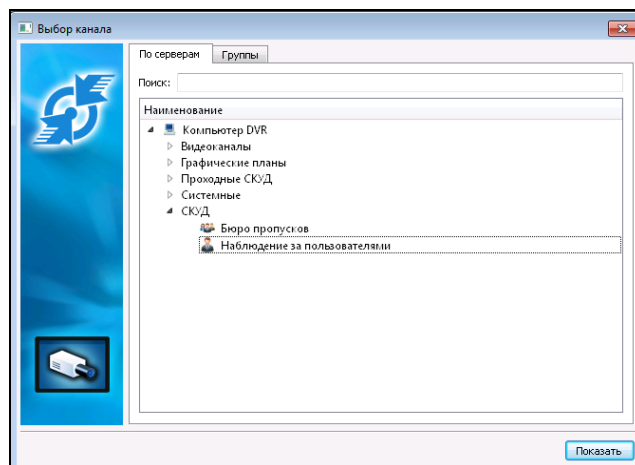 Выбор канала
По серверам Группы
Поиск:
Наименование
Компьютер DVR
Видеоканалы
Графические планы
Проходные СКУД
Системные
СКУД
Бюро пропусков
Наблюдение за пользователями
Показать